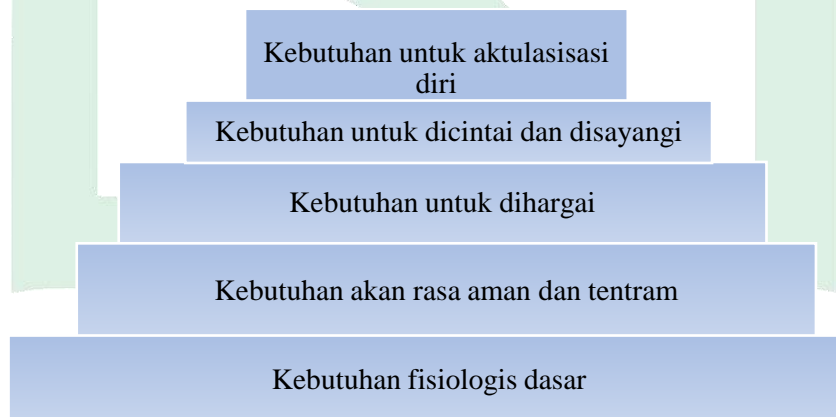 Kebutuhan untuk aktulasisasi
diri
Kebutuhan untuk dicintai dan disayangi
Kebutuhan untuk dihargai
Kebutuhan akan rasa aman dan tentram
Kebutuhan fisiologis dasar